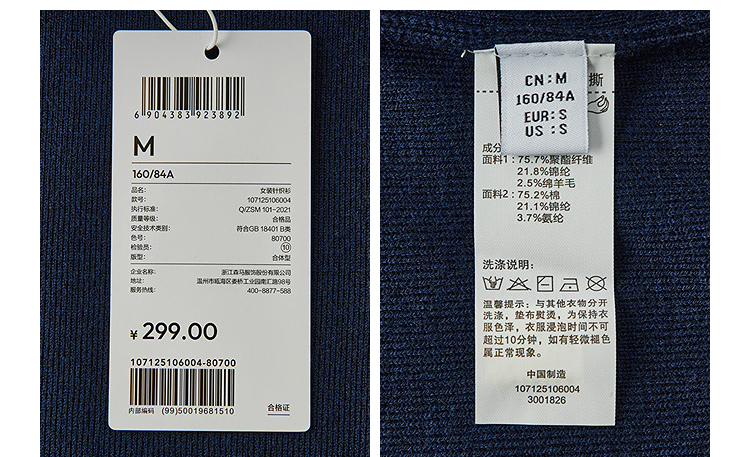 6 904383 923892
M
160/84A
品名: 女装针织衫
款号: 107125106004
执行标准: Q/ZSM 101-2021
质量等级: 合格品
安全技术类别: 符合GB 18401 B类
色号: 80700
检验员: 10
版型: 合体型
企业名称: 浙江森马服饰股份有限公司
地址: 温州市瓯海区娄桥工业园南汇路98号
服务热线: 400-8877-588
¥ 299.00
107125106004-80700
内部编码 (99)50019681510
合格证
CN:M
160/84A
EUR:S
US:S
撕
成分
面料1:75.7%聚酯纤维
21.8%锦纶
2.5%绵羊毛
面料2:75.2%棉
21.1%锦纶
3.7%氨纶
洗涤说明:
温馨提示:与其他衣物分开
洗涤,垫布熨烫,为保持衣
服色泽,衣服浸泡时间不可
超过10分钟,如有轻微褪色
属正常现象。
中国制造
107125106004
3001826